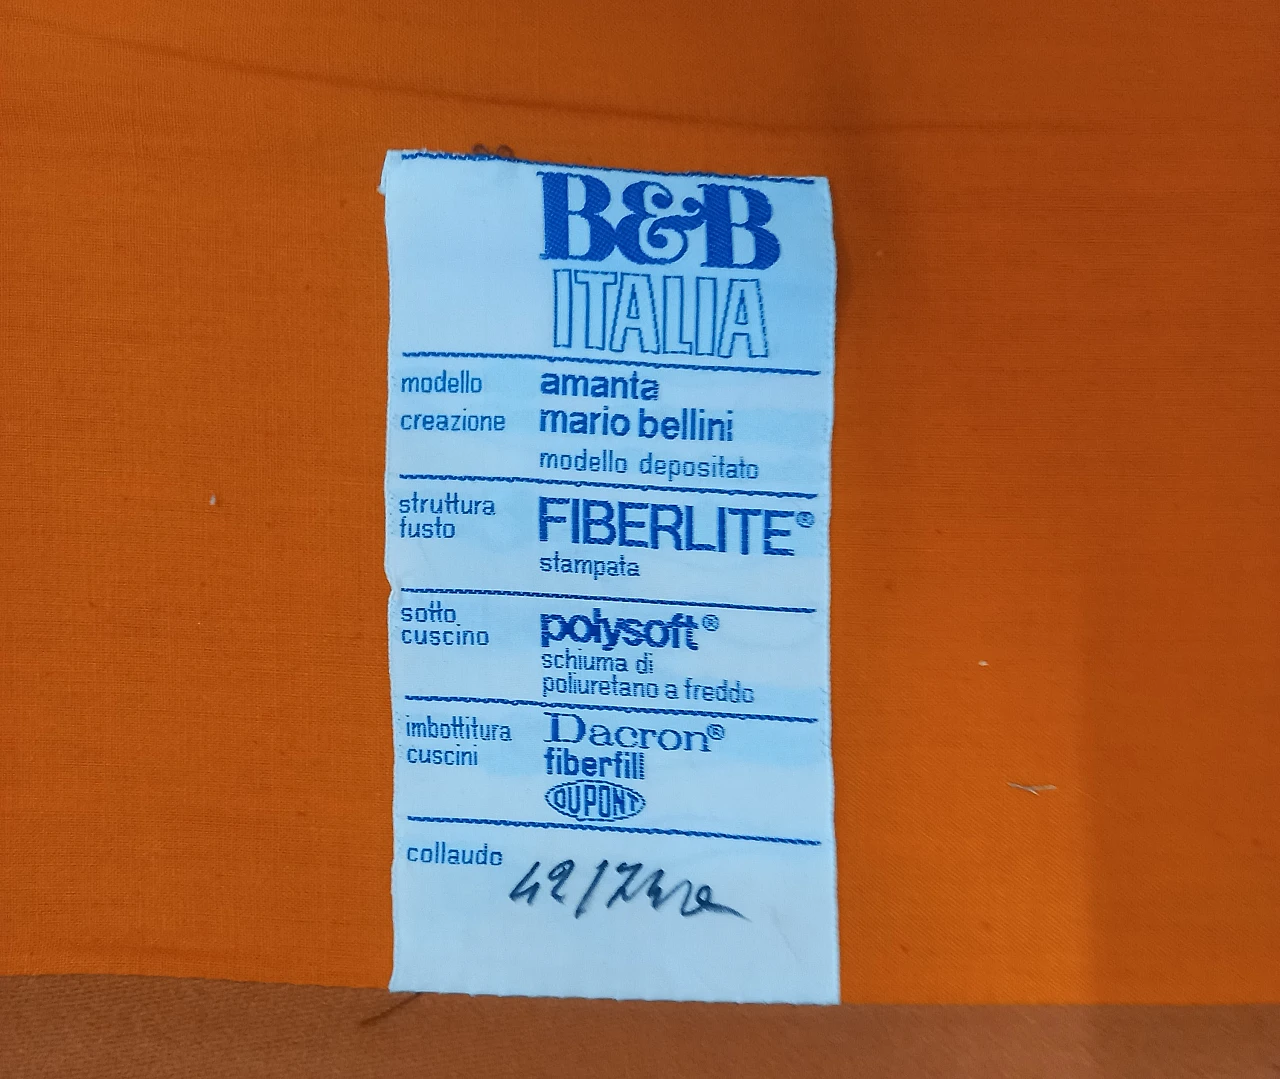 B&B
ITALIA
modello amanta
creazione mario bellini
modello depositato
struttura fusto FIBERLITE®
stampata
sotto cuscino polysoft®
schiuma di
poliuretano a freddo
imbottitura cuscini Dacron®
fiberfill
DUPONT
collaudo